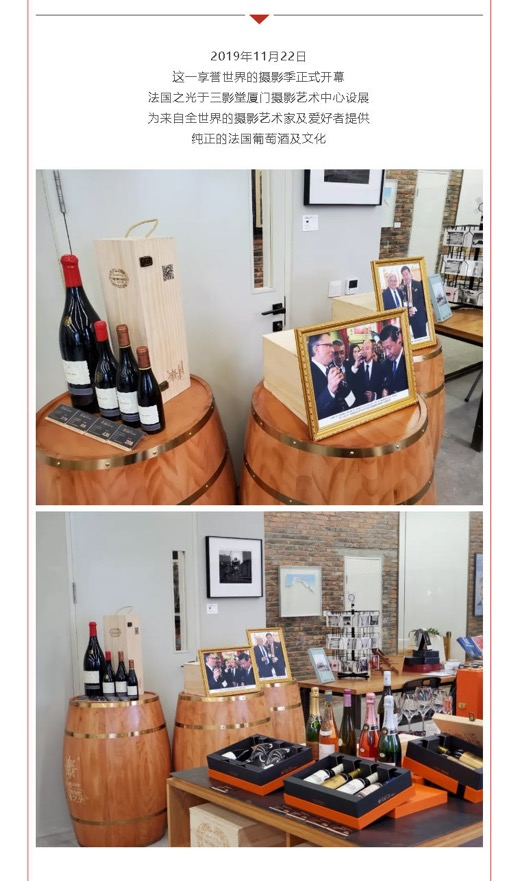 2019年11月22日
这一享誉世界的摄影季正式开幕
法国之光于三影堂厦门摄影艺术中心设展
为来自全世界的摄影艺术家及爱好者提供
纯正的法国葡萄酒及文化